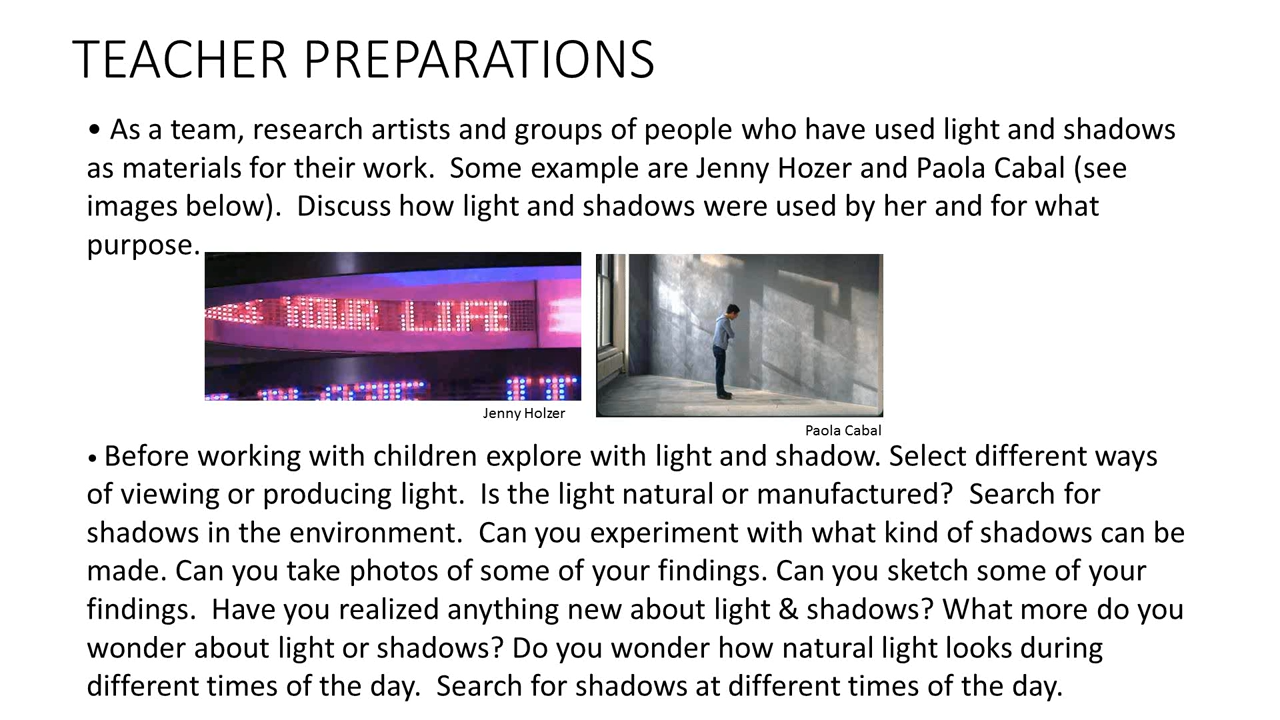 TEACHER PREPARATIONS
• As a team, research artists and groups of people who have used light and shadows
as materials for their work.  Some example are Jenny Hozer and Paola Cabal (see
images below).  Discuss how light and shadows were used by her and for what
purpose.
YOUR LIFE
Jenny Holzer
Paola Cabal
• Before working with children explore with light and shadow. Select different ways
of viewing or producing light.  Is the light natural or manufactured?  Search for
shadows in the environment.  Can you experiment with what kind of shadows can be
made. Can you take photos of some of your findings. Can you sketch some of your
findings.  Have you realized anything new about light & shadows? What more do you
wonder about light or shadows? Do you wonder how natural light looks during
different times of the day.  Search for shadows at different times of the day.